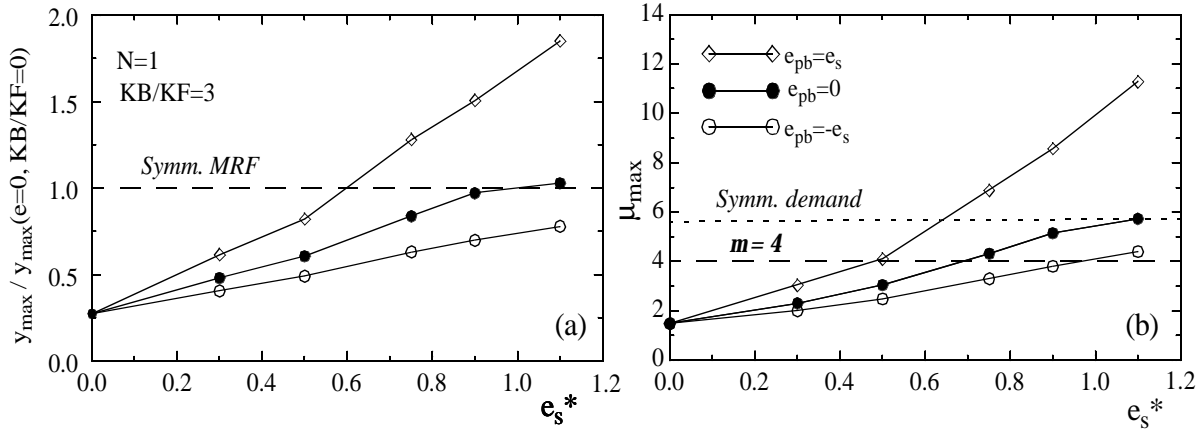 y_max / y_max(e=0, KB/KF=0)
2.0
1.5
1.0
0.5
0.0
N=1
KB/KF=3
Symm. MRF
(a)
0.0 0.2 0.4 0.6 0.8 1.0 1.2
e_s*
μ_max
14
12
10
8
6
4
2
0
e_pb=e_s
e_pb=0
e_pb=-e_s
Symm. demand
m= 4
(b)
0.0 0.2 0.4 0.6 0.8 1.0 1.2
e_s*